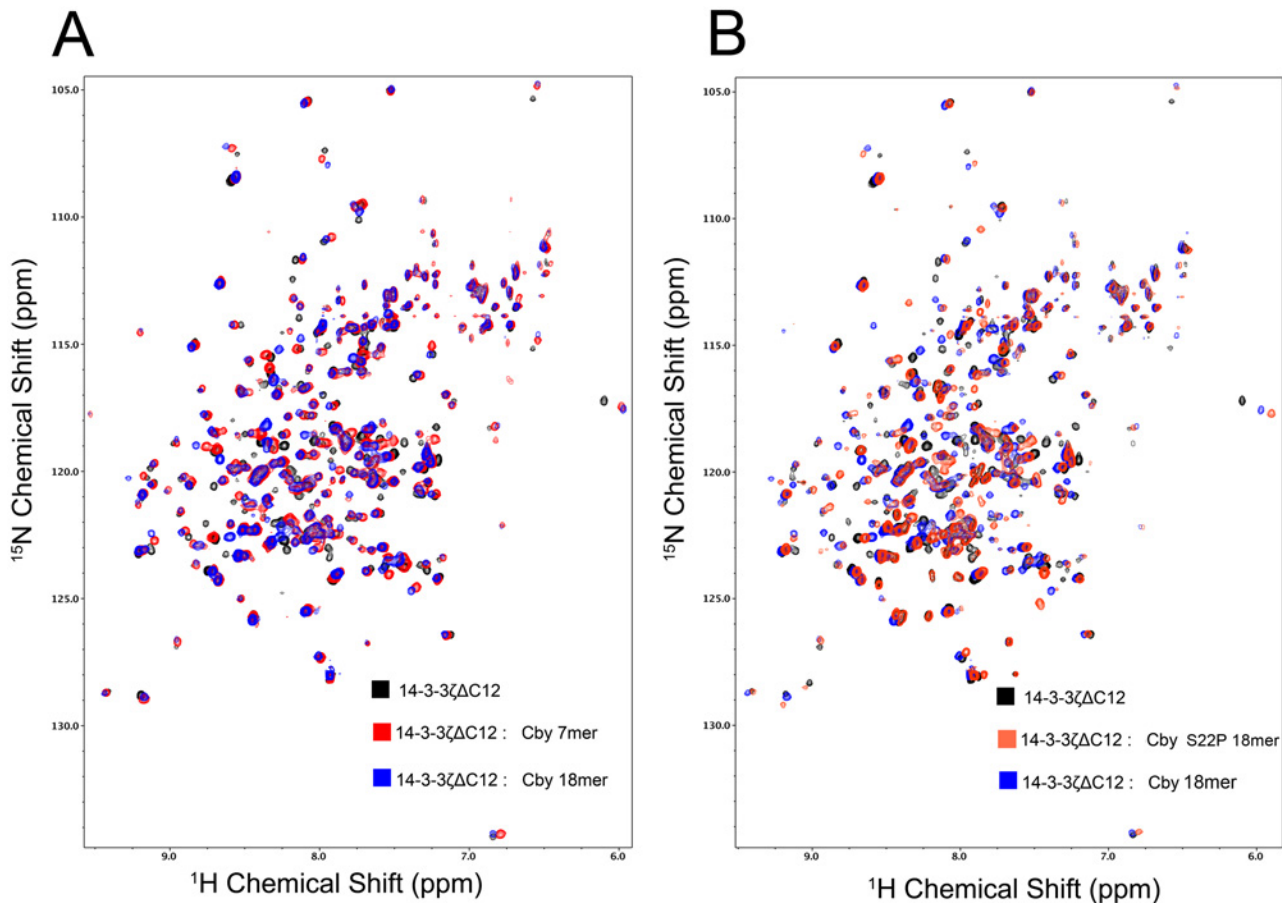 A
105.0
110.0
115.0
120.0
125.0
130.0
9.0 8.0 7.0 6.0
15N Chemical Shift (ppm)
1H Chemical Shift (ppm)
14-3-3ζΔC12
14-3-3ζΔC12 : Cby 7mer
14-3-3ζΔC12 : Cby 18mer
B
105.0
110.0
115.0
120.0
125.0
130.0
9.0 8.0 7.0 6.0
15N Chemical Shift (ppm)
1H Chemical Shift (ppm)
14-3-3ζΔC12
14-3-3ζΔC12 : Cby S22P 18mer
14-3-3ζΔC12 : Cby 18mer